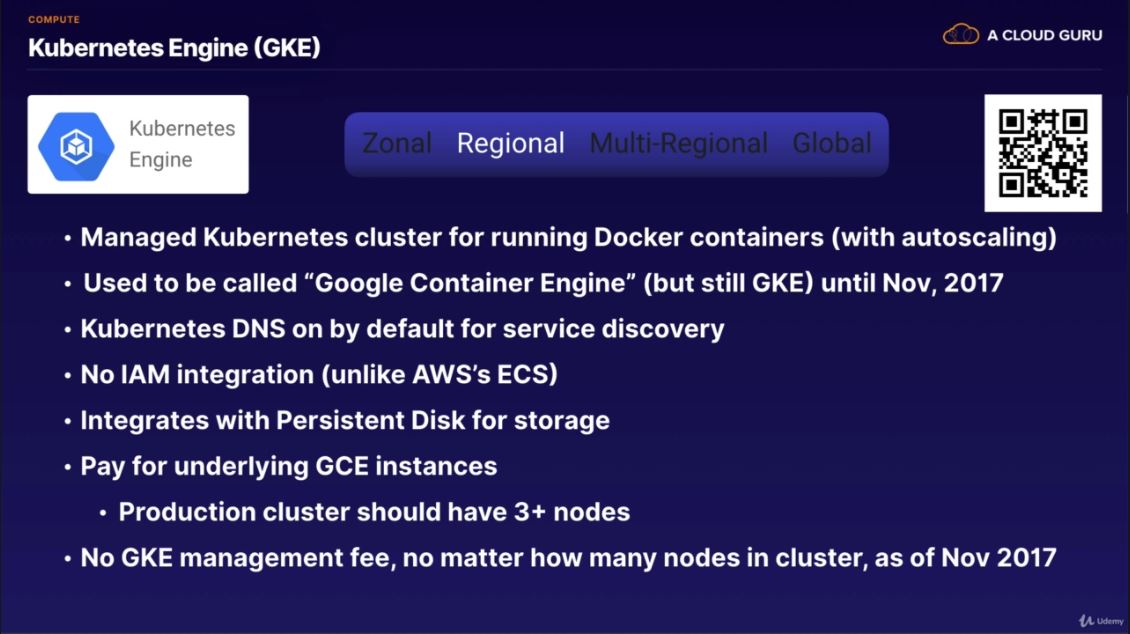 COMPUTE
Kubernetes Engine (GKE)
A CLOUD GURU
Kubernetes
Engine
Zonal Regional Multi-Regional Global
• Managed Kubernetes cluster for running Docker containers (with autoscaling)
• Used to be called “Google Container Engine” (but still GKE) until Nov, 2017
• Kubernetes DNS on by default for service discovery
• No IAM integration (unlike AWS’s ECS)
• Integrates with Persistent Disk for storage
• Pay for underlying GCE instances
• Production cluster should have 3+ nodes
• No GKE management fee, no matter how many nodes in cluster, as of Nov 2017
Udemy